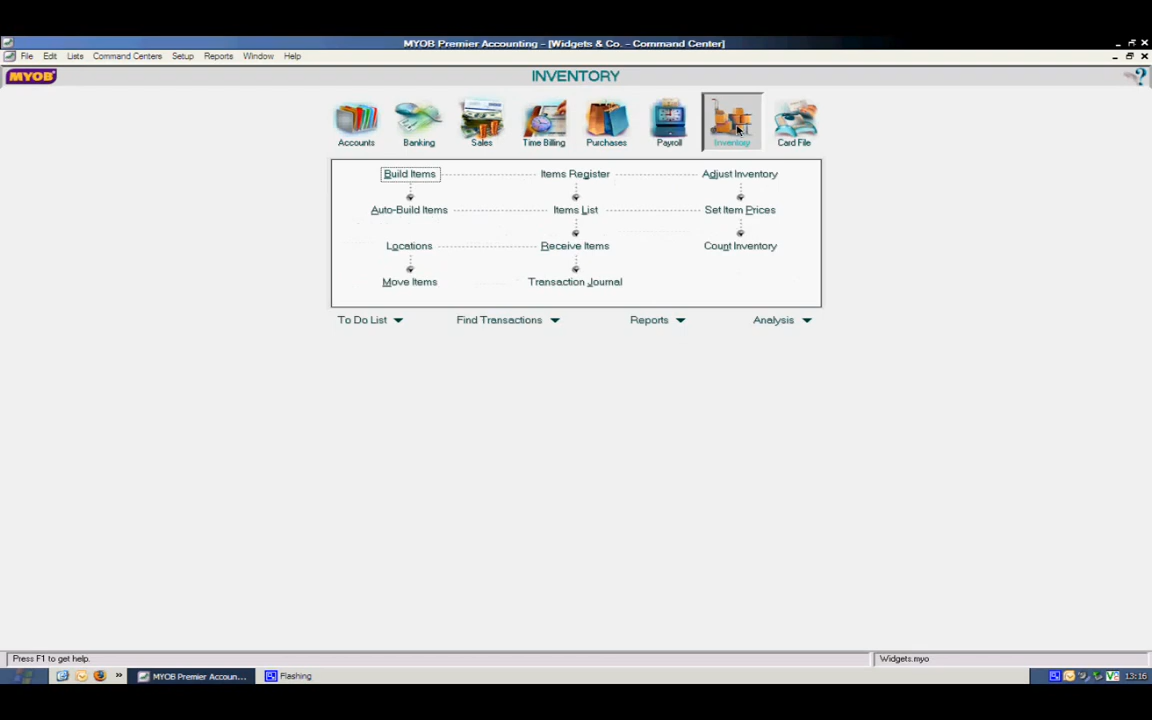 MYOB Premier Accounting - [Widgets & Co. - Command Center]
File Edit Lists Command Centers Setup Reports Window Help
MYOB INVENTORY
Accounts Banking Sales Time Billing Purchases Payroll Inventory Card File
Build Items Items Register Adjust Inventory
Auto-Build Items Items List Set Item Prices
Locations Receive Items Count Inventory
Move Items Transaction Journal
To Do List Find Transactions Reports Analysis
Press F1 to get help. Widgets.myo
MYOB Premier Accoun... Flashing 13:16